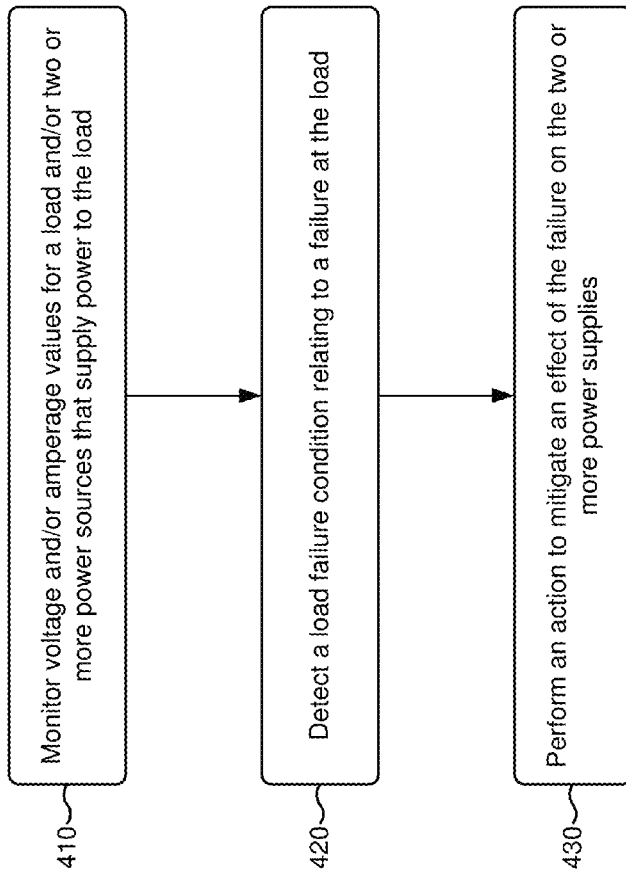 410
Monitor voltage and/or amperage values for a load and/or two or
more power sources that supply power to the load
420
Detect a load failure condition relating to a failure at the load
430
Perform an action to mitigate an effect of the failure on the two or
more power supplies